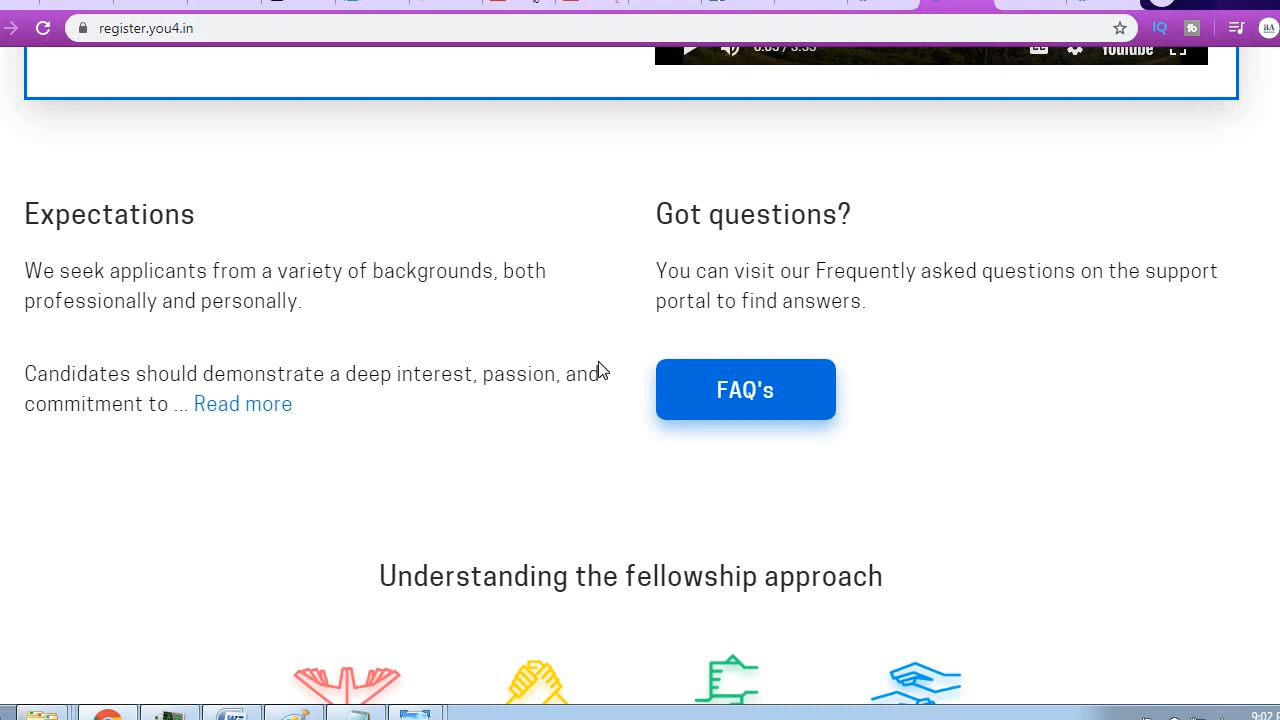 register.you4.in
Expectations
We seek applicants from a variety of backgrounds, both
professionally and personally.
Candidates should demonstrate a deep interest, passion, and
commitment to ... Read more
Got questions?
You can visit our Frequently asked questions on the support
portal to find answers.
FAQ's
Understanding the fellowship approach